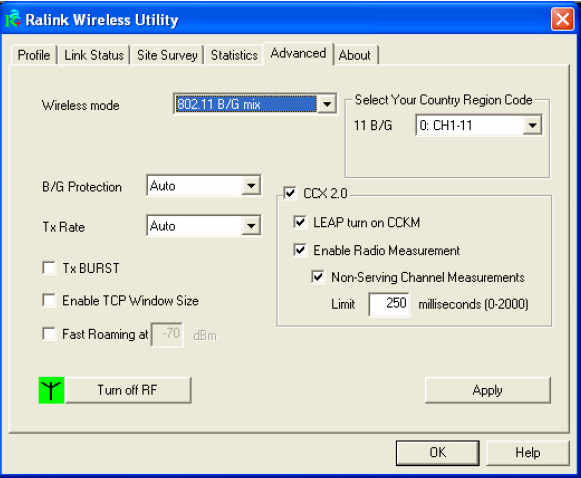 Ralink Wireless Utility
Profile Link Status Site Survey Statistics Advanced About
Wireless mode 802.11 B/G mix
Select Your Country Region Code
11 B/G 0: CH1-11
B/G Protection Auto
CCX 2.0
Tx Rate Auto
LEAP turn on CCKM
Enable Radio Measurement
Tx BURST
Non-Serving Channel Measurements
Enable TCP Window Size
Limit 250 milliseconds (0-2000)
Fast Roaming at -70 dBm
Turn off RF
Apply
OK Help